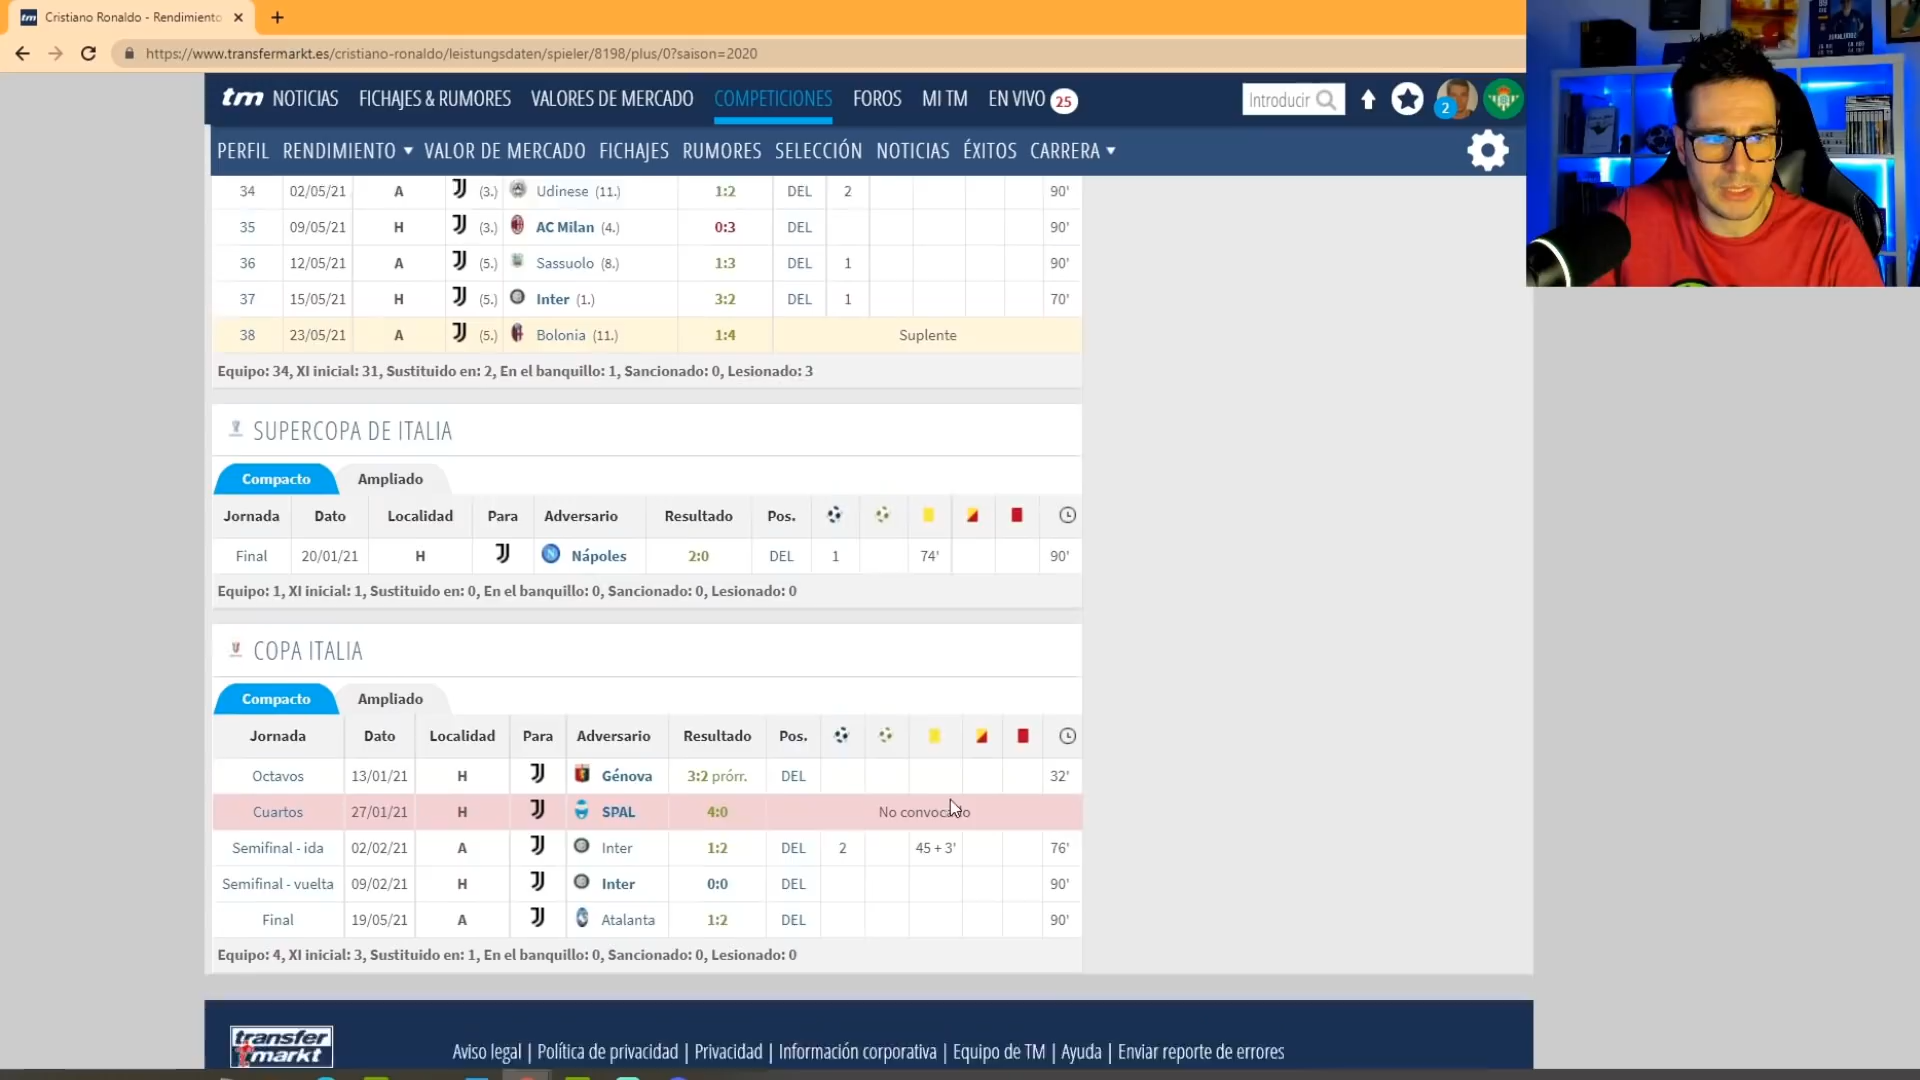 tm Cristiano Ronaldo - Rendimiento
https://www.transfermarkt.es/cristiano-ronaldo/leistungsdaten/spieler/8198/plus/0?saison=2020
tm NOTICIAS FICHAJES & RUMORES VALORES DE MERCADO COMPETICIONES FOROS MI TM EN VIVO 25 Introducir 2
PERFIL RENDIMIENTO VALOR DE MERCADO FICHAJES RUMORES SELECCIÓN NOTICIAS ÉXITOS CARRERA
34 02/05/21 A (3.) Udinese (11.) 1:2 DEL 2 90'
35 09/05/21 H (3.) AC Milan (4.) 0:3 DEL 90'
36 12/05/21 A (5.) Sassuolo (8.) 1:3 DEL 1 90'
37 15/05/21 H (5.) Inter (1.) 3:2 DEL 1 70'
38 23/05/21 A (5.) Bolonia (11.) 1:4 Suplente
Equipo: 34, XI inicial: 31, Sustituido en: 2, En el banquillo: 1, Sancionado: 0, Lesionado: 3
SUPERCOPA DE ITALIA
Compacto Ampliado
Jornada Dato Localidad Para Adversario Resultado Pos.
Final 20/01/21 H Nápoles 2:0 DEL 1 74' 90'
Equipo: 1, XI inicial: 1, Sustituido en: 0, En el banquillo: 0, Sancionado: 0, Lesionado: 0
COPA ITALIA
Compacto Ampliado
Jornada Dato Localidad Para Adversario Resultado Pos.
Octavos 13/01/21 H Génova 3:2 prórr. DEL 32'
Cuartos 27/01/21 H SPAL 4:0 No convocado
Semifinal - ida 02/02/21 A Inter 1:2 DEL 2 45 + 3' 76'
Semifinal - vuelta 09/02/21 H Inter 0:0 DEL 90'
Final 19/05/21 A Atalanta 1:2 DEL 90'
Equipo: 4, XI inicial: 3, Sustituido en: 1, En el banquillo: 0, Sancionado: 0, Lesionado: 0
transfermarkt
Aviso legal | Política de privacidad | Privacidad | Información corporativa | Equipo de TM | Ayuda | Enviar reporte de errores